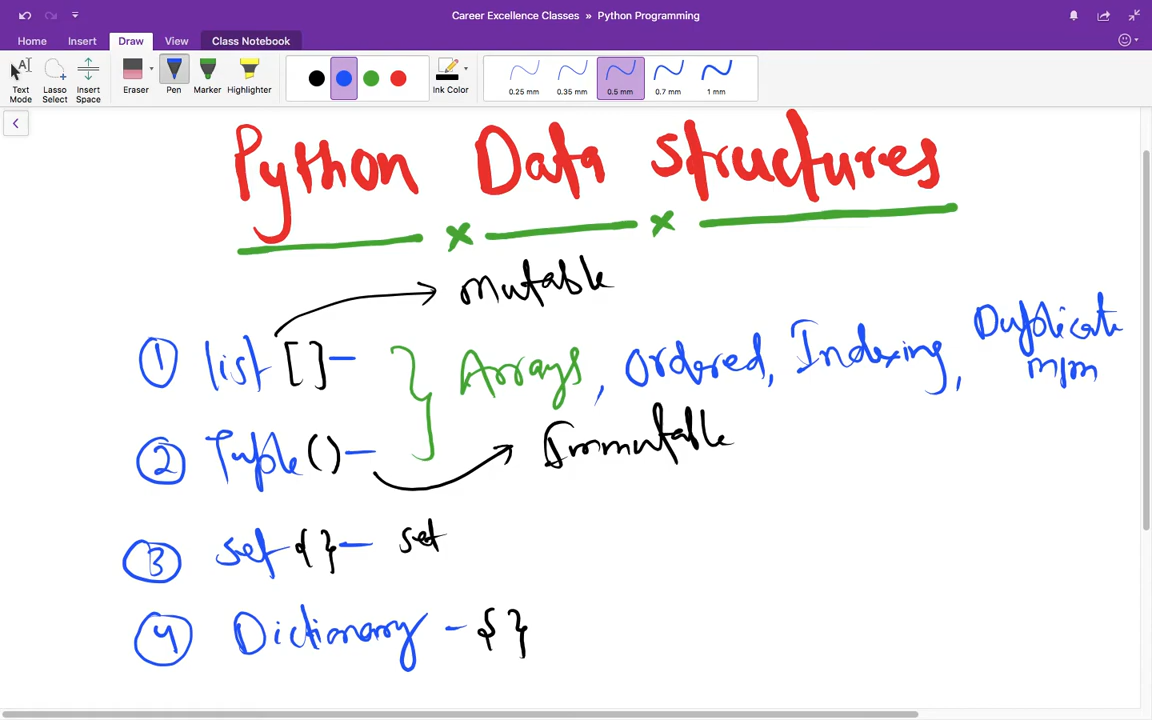 Career Excellence Classes » Python Programming
Home Insert Draw View Class Notebook
Text Mode
Lasso Select
Insert Space
Eraser
Pen
Marker
Highlighter
Ink Color
0.25 mm
0.35 mm
0.5 mm
0.7 mm
1 mm
Python Data Structures
Mutable
① list [] - } Arrays, Ordered, Indexing, Duplicate
② Tuple () - Immutable
③ set { } - set
④ Dictionary - { }